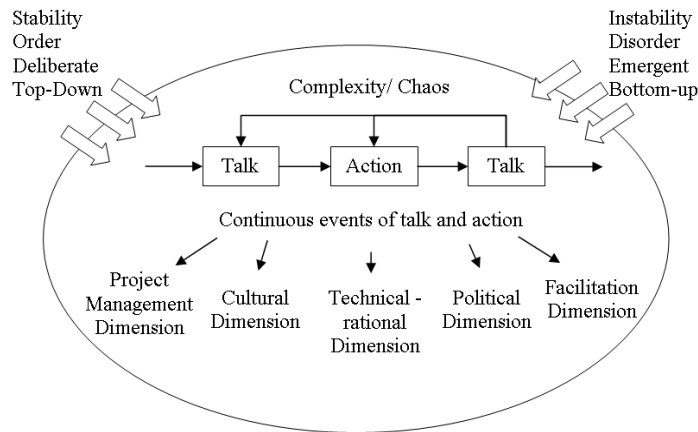 Stability
Order
Deliberate
Top-Down
Instability
Disorder
Emergent
Bottom-up
Complexity/ Chaos
Talk
Action
Talk
Continuous events of talk and action
Project
Management
Dimension
Cultural
Dimension
Technical -
rational
Dimension
Political
Dimension
Facilitation
Dimension